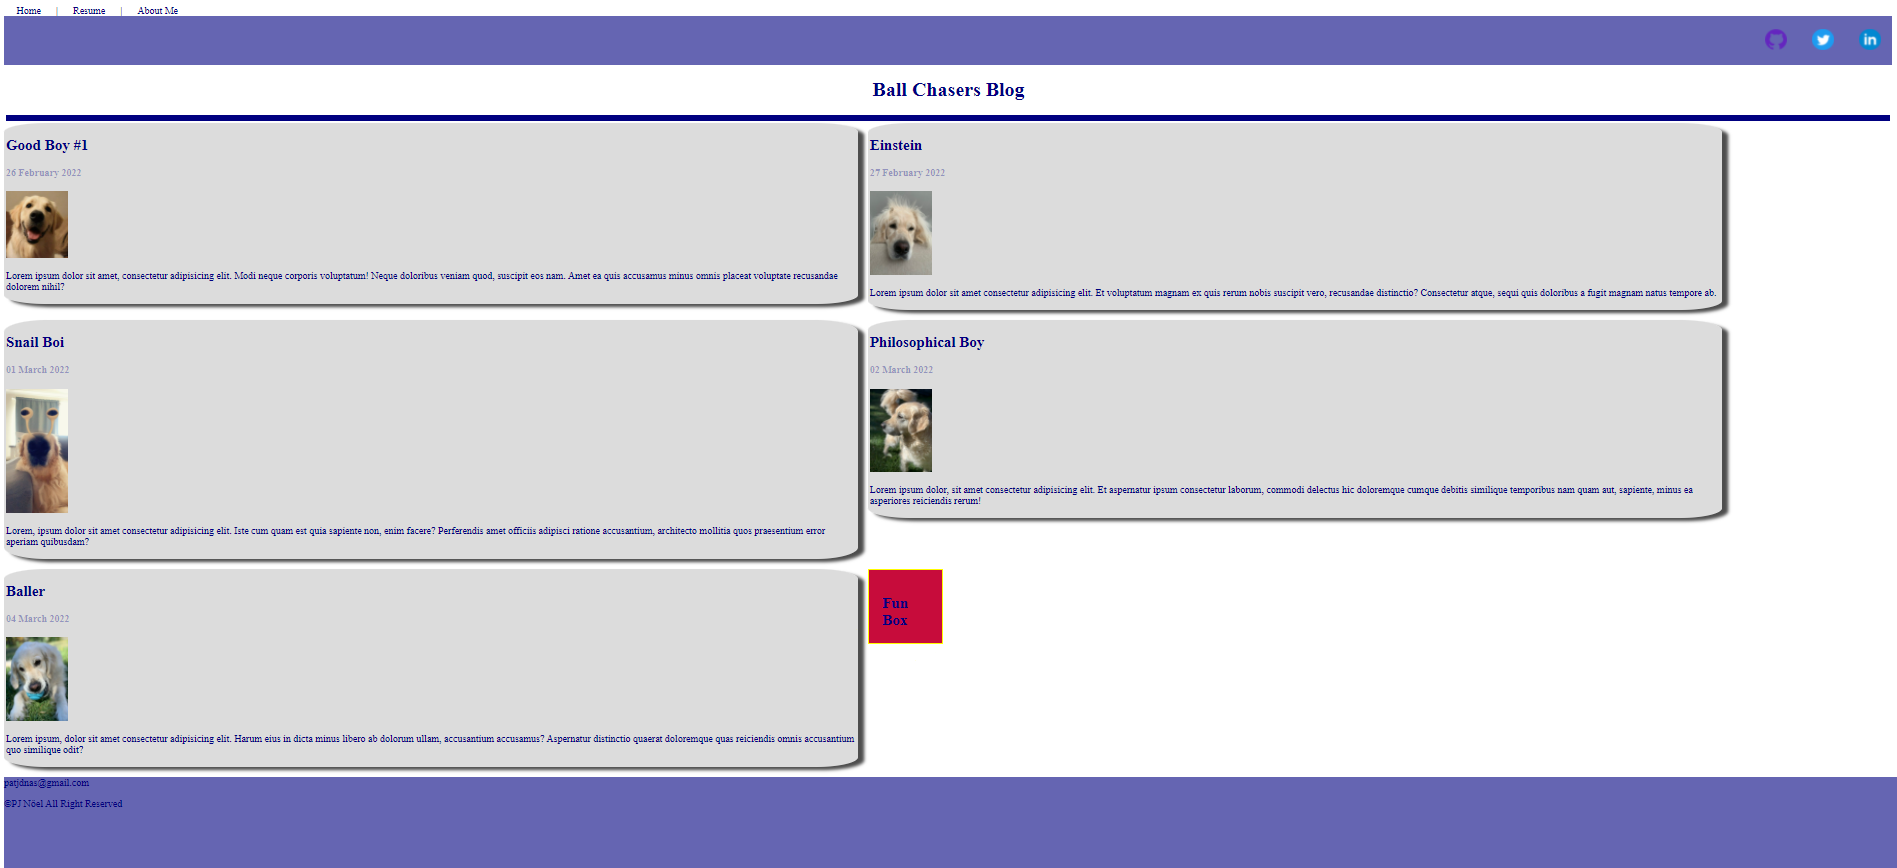 Home | Resume | About Me
in
Ball Chasers Blog
Good Boy #1
26 February 2022
Lorem ipsum dolor sit amet, consectetur adipisicing elit. Modi neque corporis voluptatum! Neque doloribus veniam quod, suscipit eos nam. Amet ea quis accusamus minus omnis placeat voluptate recusandae
dolorem nihil?
Einstein
27 February 2022
Lorem ipsum dolor sit amet consectetur adipisicing elit. Et voluptatum magnam ex quis rerum nobis suscipit vero, recusandae distinctio? Consectetur atque, sequi quis doloribus a fugit magnam natus tempore ab.
Snail Boi
01 March 2022
Lorem, ipsum dolor sit amet consectetur adipisicing elit. Iste cum quam est quia sapiente non, enim facere? Perferendis amet officiis adipisci ratione accusantium, architecto mollitia quos praesentium error
aperiam quibusdam?
Philosophical Boy
02 March 2022
Lorem ipsum dolor, sit amet consectetur adipisicing elit. Et aspernatur ipsum consectetur laborum, commodi delectus hic doloremque cumque debitis similique temporibus nam quam aut, sapiente, minus ea
asperiores reiciendis rerum!
Baller
04 March 2022
Lorem ipsum, dolor sit amet consectetur adipisicing elit. Harum eius in dicta minus libero ab dolorum ullam, accusantium accusamus? Aspernatur distinctio quaerat doloremque quas reiciendis omnis accusantium
quo similique odit?
Fun
Box
patjdnas@gmail.com
©PJ Nöel All Right Reserved